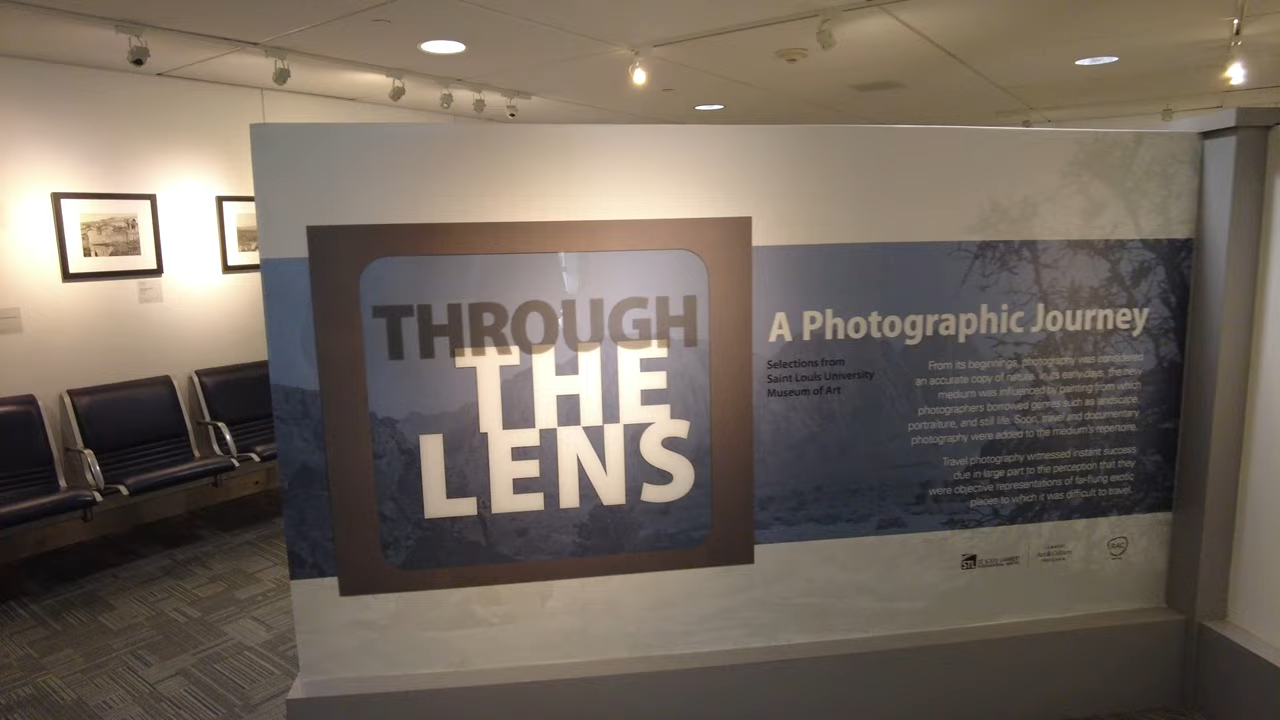 THROUGH
THE
LENS
A Photographic Journey
Selections from
Saint Louis University
Museum of Art
From its beginnings, photography was considered
an accurate copy of nature. In its early days, the new
medium was influenced by painting from which
photographers borrowed genres such as landscape,
portraiture, and still life. Soon, travel and documentary
photography were added to the medium's repertoire.
Travel photography witnessed instant success
due in large part to the perception that they
were objective representations of far-flung exotic
places to which it was difficult to travel.
STL
RAC